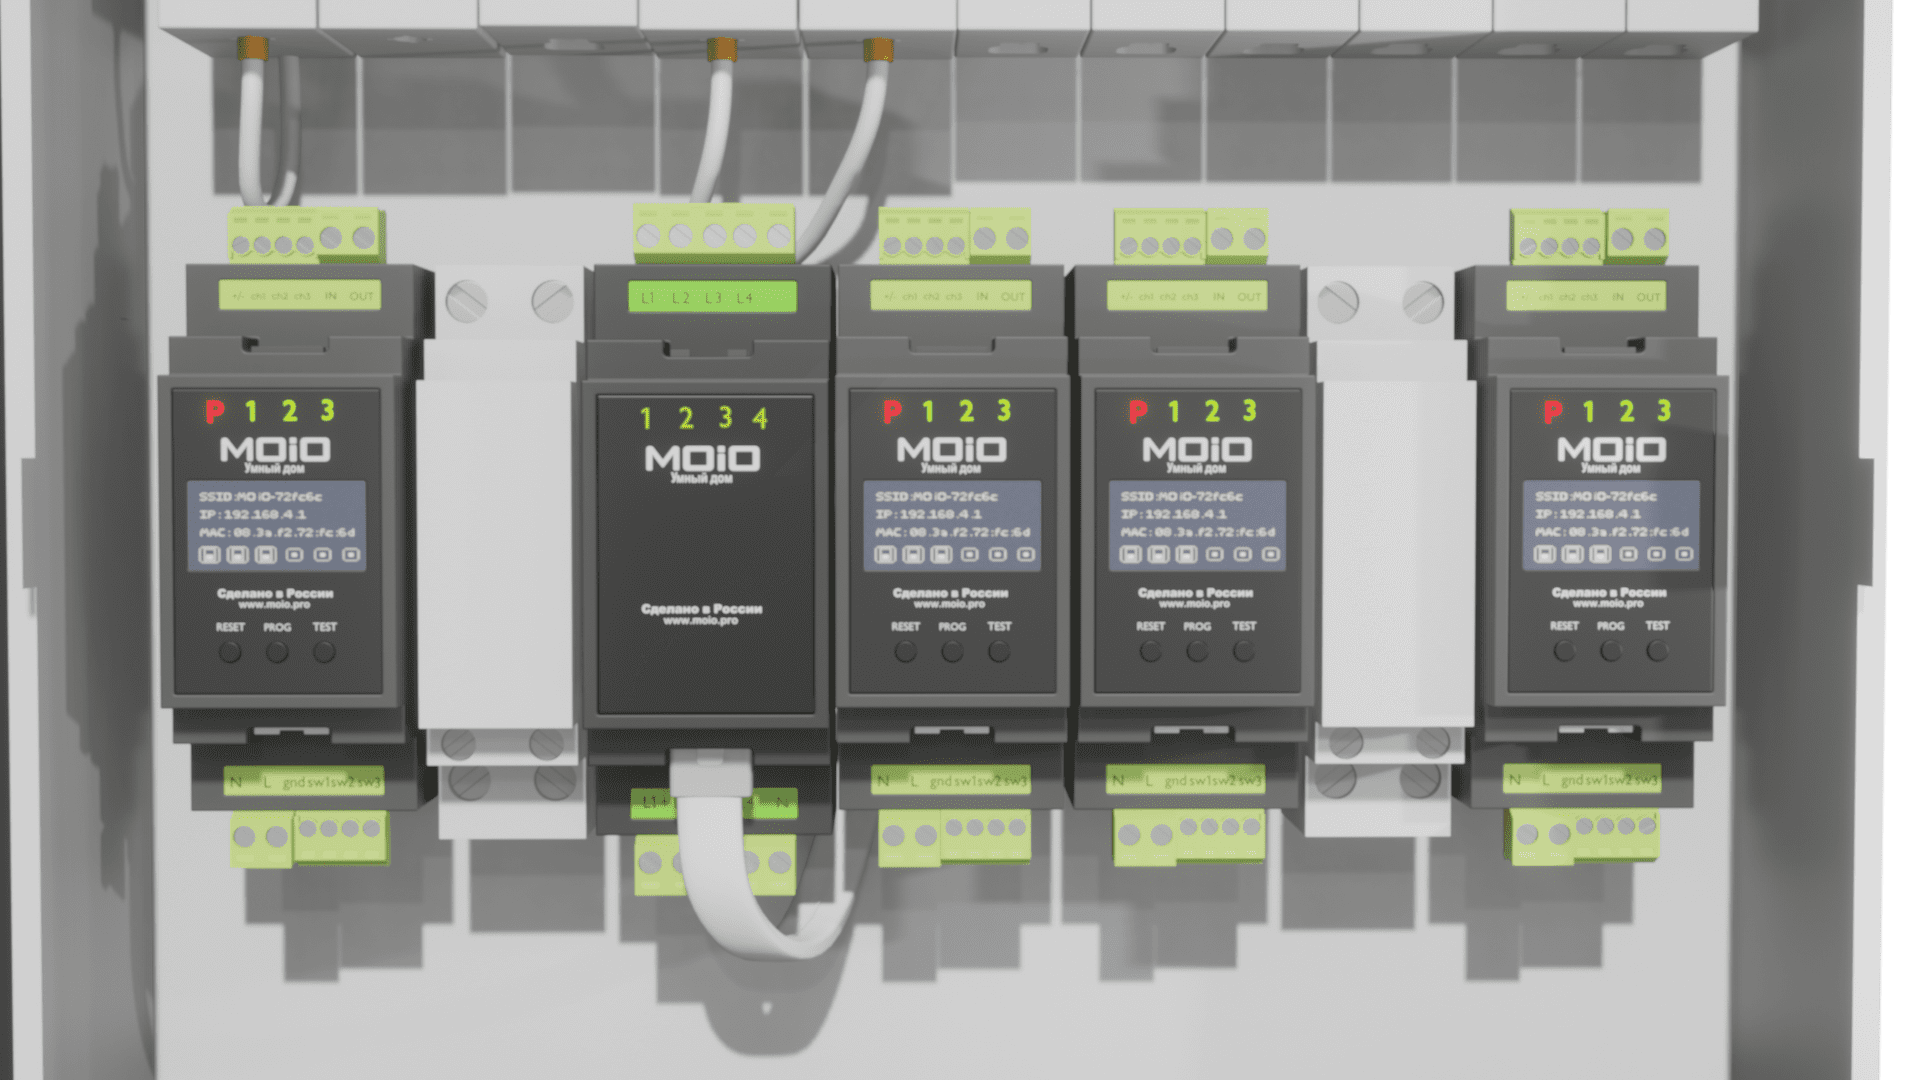 +/- ch1 ch2 ch3 IN OUT
P 1 2 3
MOiO
Умный дом
SSID:MOiO-72fc6c
IP:192.168.4.1
MAC:08.3a.f2.72:fc:6d
Сделано в России
www.moio.pro
RESET PROG TEST
N L gnd sw1 sw2 sw3
L1 L2 L3 L4
1 2 3 4
MOiO
Умный дом
Сделано в России
www.moio.pro
L1+ 4 N
+/- ch1 ch2 ch3 IN OUT
P 1 2 3
MOiO
Умный дом
SSID:MOiO-72fc6c
IP:192.168.4.1
MAC:08.3a.f2.72:fc:6d
Сделано в России
www.moio.pro
RESET PROG TEST
N L gnd sw1 sw2 sw3
+/- ch1 ch2 ch3 IN OUT
P 1 2 3
MOiO
Умный дом
SSID:MOiO-72fc6c
IP:192.168.4.1
MAC:08.3a.f2.72:fc:6d
Сделано в России
www.moio.pro
RESET PROG TEST
N L gnd sw1 sw2 sw3
+/- ch1 ch2 ch3 IN OUT
P 1 2 3
MOiO
Умный дом
SSID:MOiO-72fc6c
IP:192.168.4.1
MAC:08.3a.f2.72:fc:6d
Сделано в России
www.moio.pro
RESET PROG TEST
N L gnd sw1 sw2 sw3